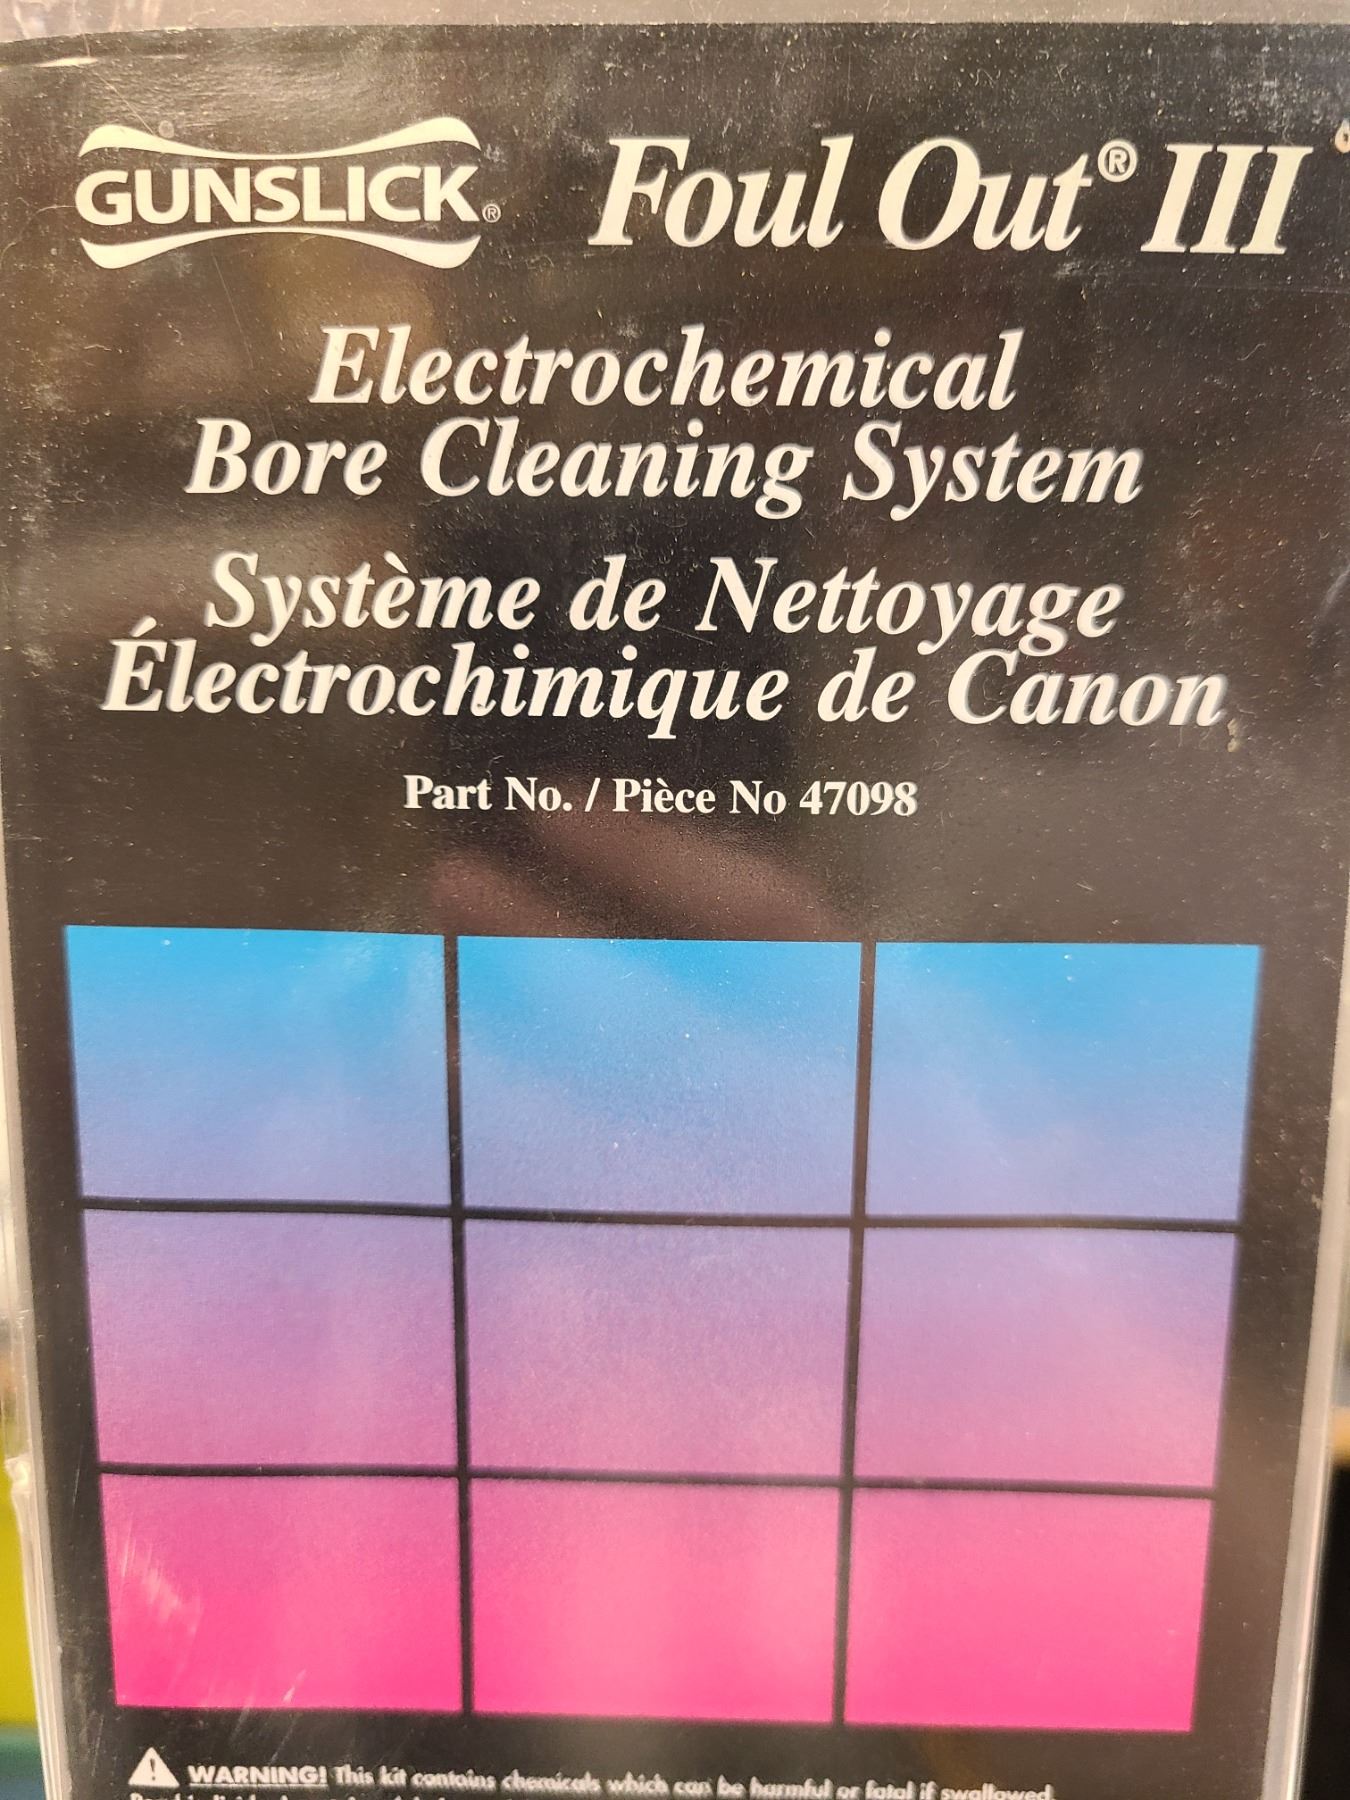 GUNSLICK®
Foul Out® III
Electrochemical
Bore Cleaning System
Système de Nettoyage
Électrochimique de Canon
Part No. / Pièce No 47098
WARNING! This kit contains chemicals which can be harmful or fatal if swallowed.